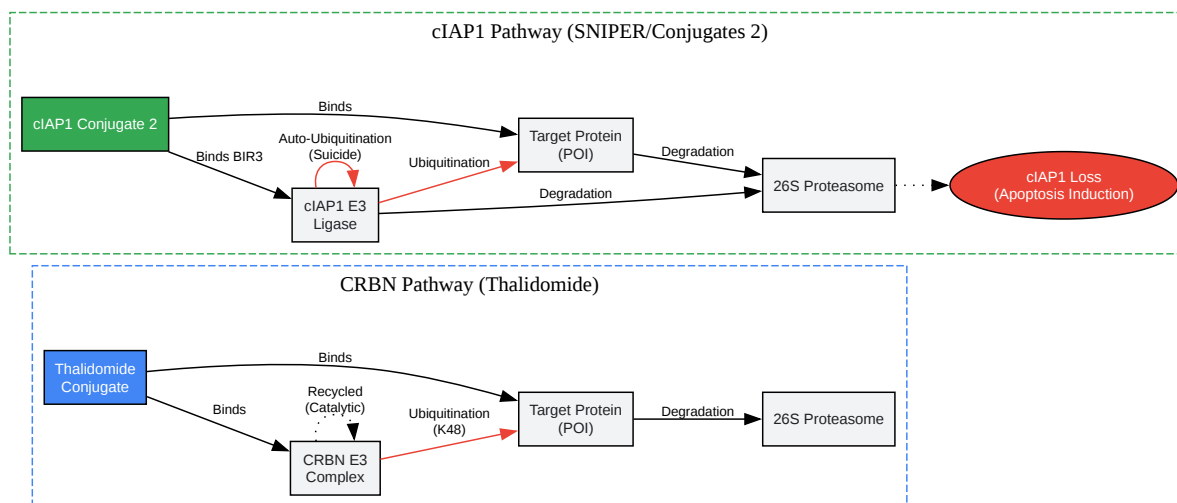 cIAP1 Pathway (SNIPER/Conjugates 2)
cIAP1 Conjugate 2
Binds
Binds BIR3
Auto-Ubiquitination
(Suicide)
cIAP1 E3
Ligase
Ubiquitination
Target Protein
(POI)
Degradation
Degradation
26S Proteasome
cIAP1 Loss
(Apoptosis Induction)
CRBN Pathway (Thalidomide)
Thalidomide
Conjugate
Binds
Binds
Recycled
(Catalytic)
CRBN E3
Complex
Ubiquitination
(K48)
Target Protein
(POI)
Degradation
26S Proteasome